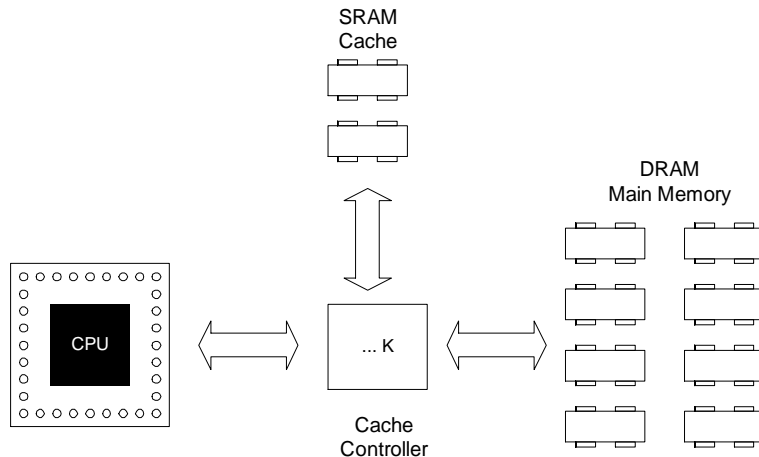 SRAM
Cache
DRAM
Main Memory
CPU
... K
Cache
Controller